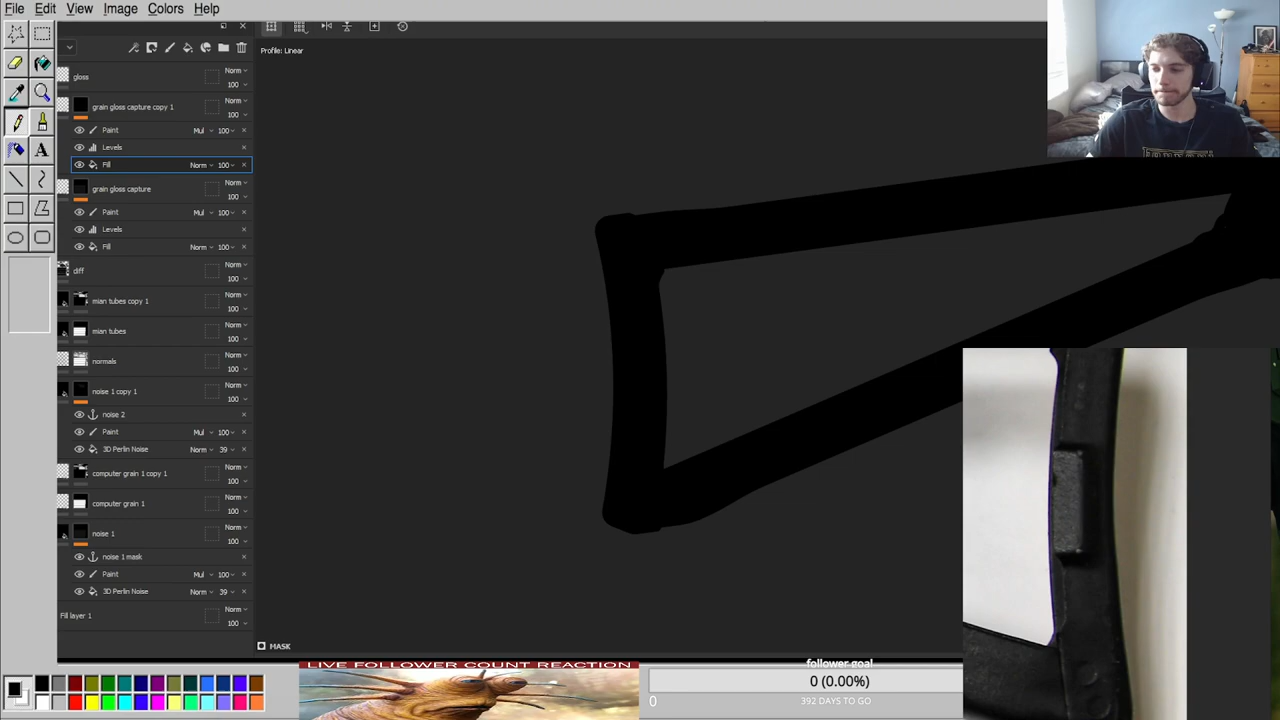 File Edit View Image Colors Help
Profile: Linear
gloss Norm 100
grain gloss capture copy 1 Norm 100
Paint Mul 100
Levels
Fill Norm 100
grain gloss capture Norm 100
Paint Mul 100
Levels
Fill Norm 100
diff Norm 100
mian tubes copy 1 Norm 100
mian tubes Norm 100
normals Norm 100
noise 1 copy 1 Norm 100
noise 2
Paint Mul 100
3D Perlin Noise Norm 39
computer grain 1 copy 1 Norm 100
computer grain 1 Norm 100
noise 1 Norm 100
noise 1 mask
Paint Mul 100
3D Perlin Noise Norm 39
Fill layer 1 Norm 100
MASK
LIVE FOLLOWER COUNT REACTION
follower goal
0 (0.00%)
0
392 DAYS TO GO